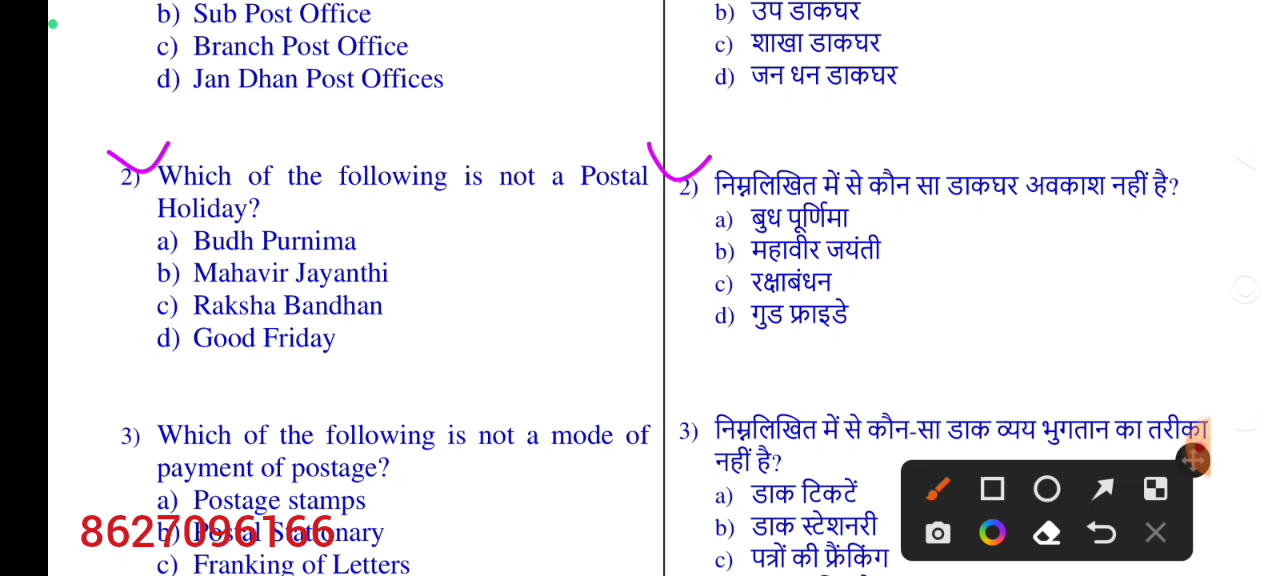 b) Sub Post Office
c) Branch Post Office
d) Jan Dhan Post Offices
2) Which of the following is not a Postal
Holiday?
a) Budh Purnima
b) Mahavir Jayanthi
c) Raksha Bandhan
d) Good Friday
3) Which of the following is not a mode of
payment of postage?
a) Postage stamps
b) Postal Stationary
8627096166
c) Franking of Letters
b) उप डाकघर
c) शाखा डाकघर
d) जन धन डाकघर
2) निम्नलिखित में से कौन सा डाकघर अवकाश नहीं है?
a) बुध पूर्णिमा
b) महावीर जयंती
c) रक्षाबंधन
d) गुड फ्राइडे
3) निम्नलिखित में से कौन-सा डाक व्यय भुगतान का तरीका
नहीं है?
a) डाक टिकटें
b) डाक स्टेशनरी
c) पत्रों की फ्रैंकिंग